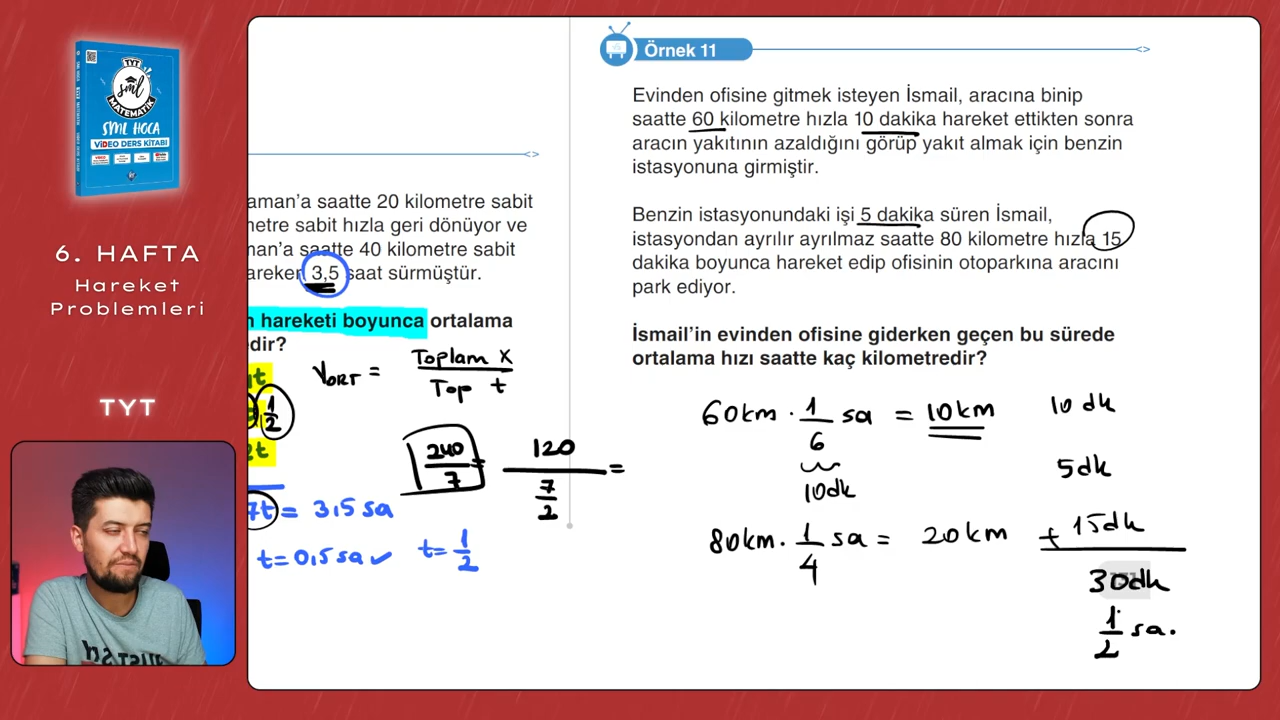 TYT
sml
MATEMATİK
SML HOCA
VİDEO DERS KİTABI
6. HAFTA
Hareket
Problemleri
TYT
aman'a saatte 20 kilometre sabit
metre sabit hızla geri dönüyor ve
nan'a saatte 40 kilometre sabit
areken 3,5 saat sürmüştür.
n hareketi boyunca ortalama
dir?
VORT = Toplam x / Top t
1/2
240/7 = 120 / 7/2 =
7t = 3,5 sa
t = 0,5 sa ✓ t = 1/2
Örnek 11
Evinden ofisine gitmek isteyen İsmail, aracına binip
saatte 60 kilometre hızla 10 dakika hareket ettikten sonra
aracın yakıtının azaldığını görüp yakıt almak için benzin
istasyonuna girmiştir.
Benzin istasyonundaki işi 5 dakika süren İsmail,
istasyondan ayrılır ayrılmaz saatte 80 kilometre hızla 15
dakika boyunca hareket edip ofisinin otoparkına aracını
park ediyor.
İsmail'in evinden ofisine giderken geçen bu sürede
ortalama hızı saatte kaç kilometredir?
60km · 1/6 sa = 10km 10 dk
10dk
5dk
80km · 1/4 sa = 20km + 15dk
30dk
1/2 sa.